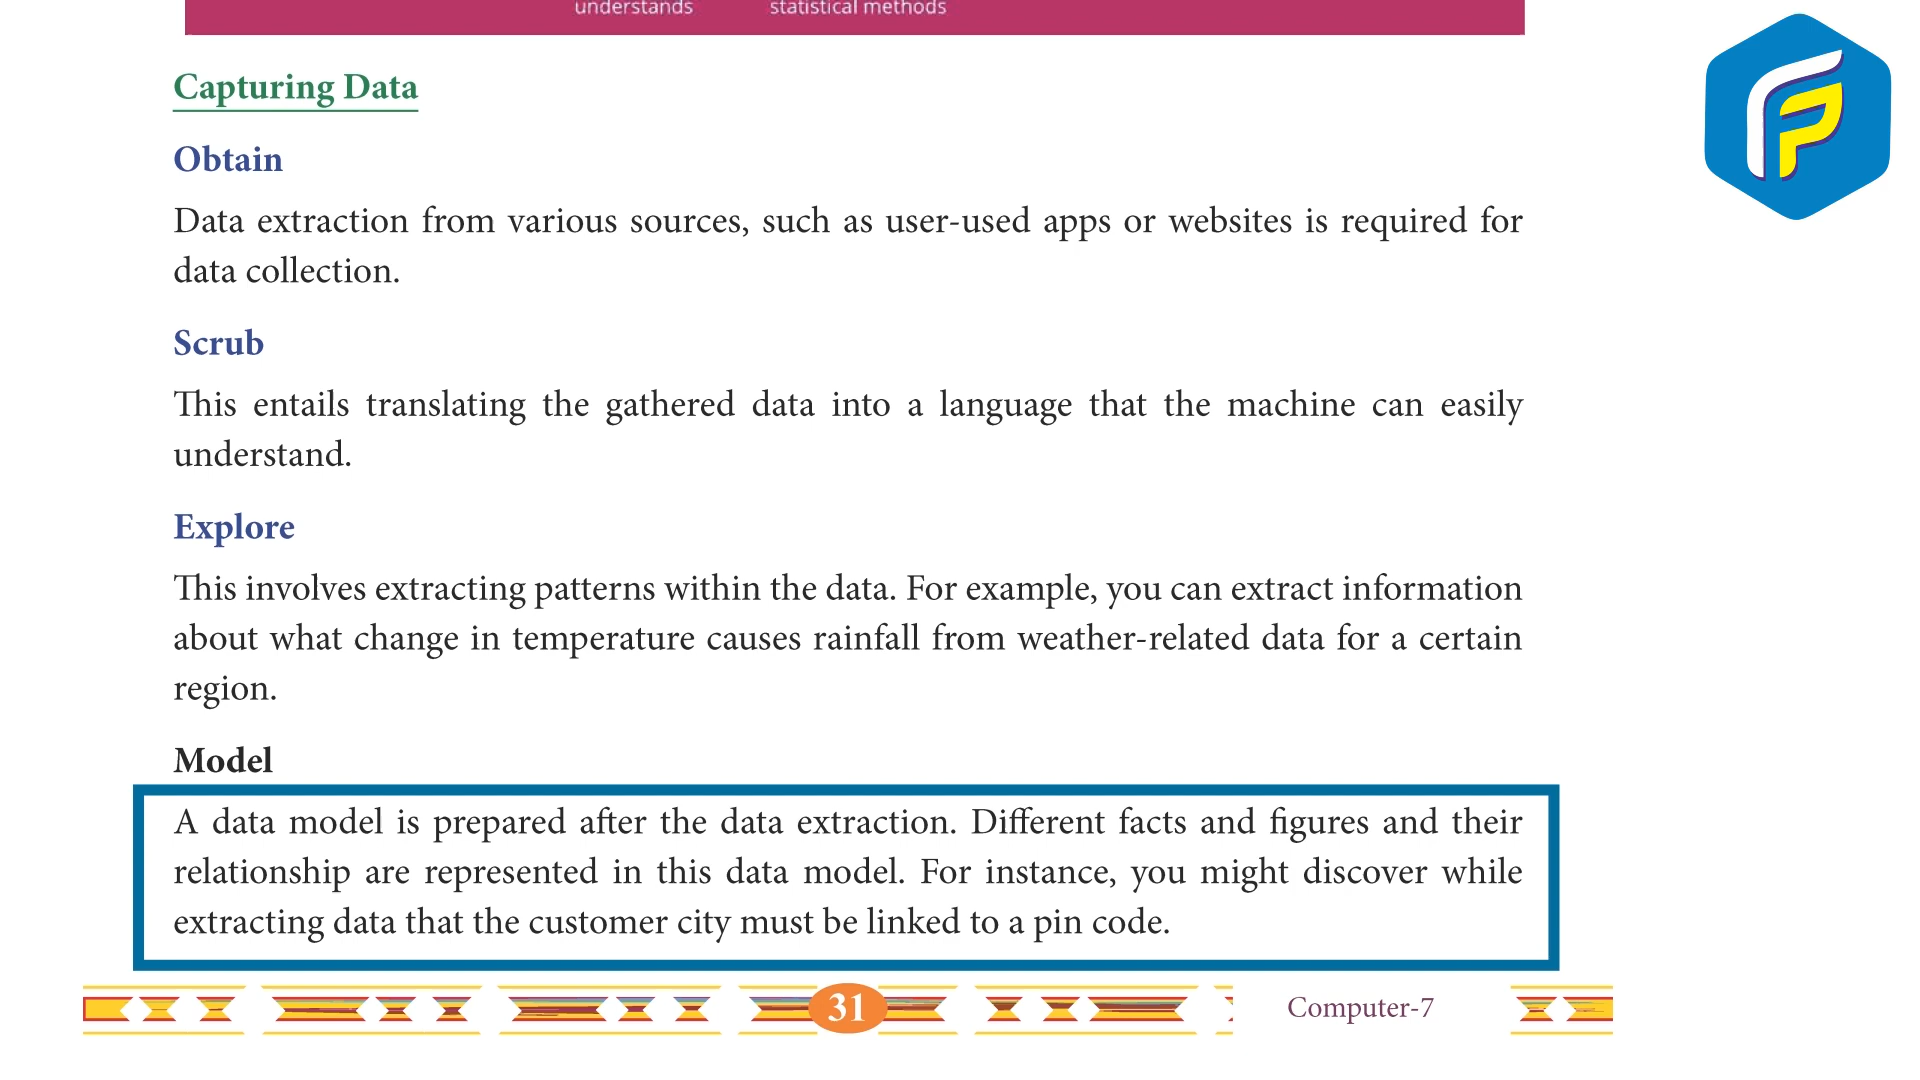 understands statistical methods
Capturing Data
Obtain
Data extraction from various sources, such as user-used apps or websites is required for
data collection.
Scrub
This entails translating the gathered data into a language that the machine can easily
understand.
Explore
This involves extracting patterns within the data. For example, you can extract information
about what change in temperature causes rainfall from weather-related data for a certain
region.
Model
A data model is prepared after the data extraction. Different facts and figures and their
relationship are represented in this data model. For instance, you might discover while
extracting data that the customer city must be linked to a pin code.
31
Computer-7